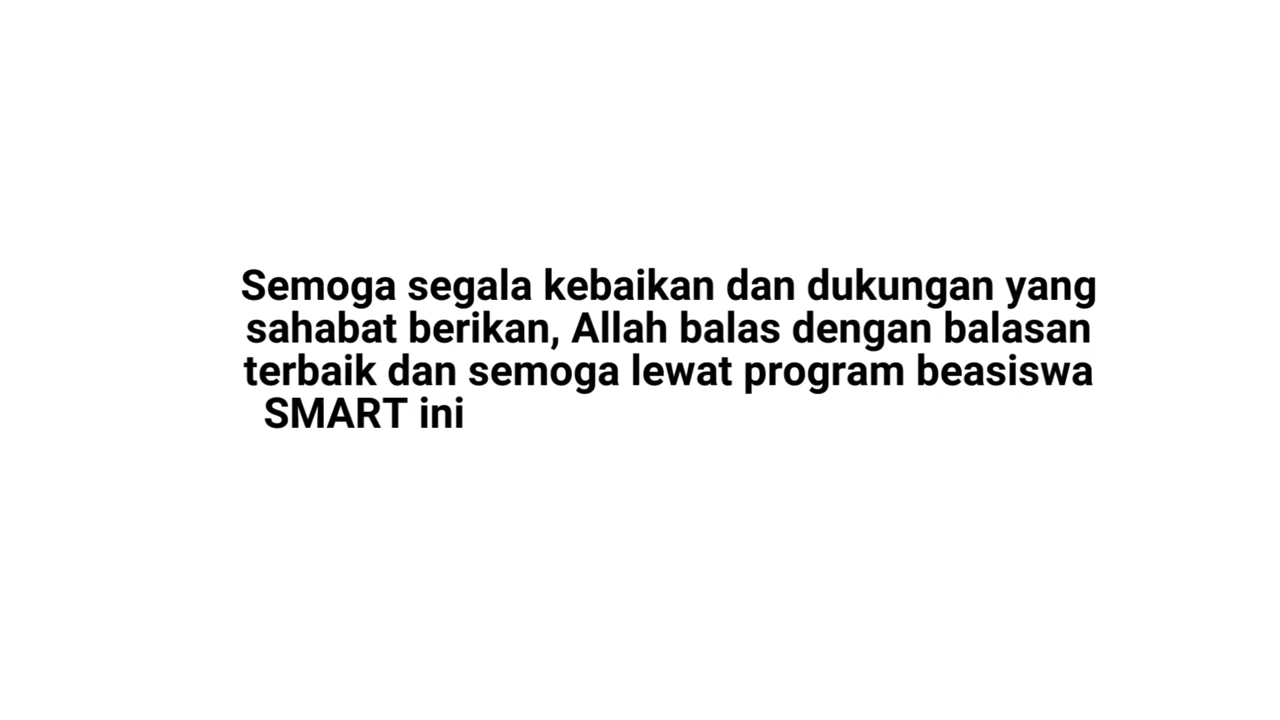 Semoga segala kebaikan dan dukungan yang
sahabat berikan, Allah balas dengan balasan
terbaik dan semoga lewat program beasiswa
SMART ini